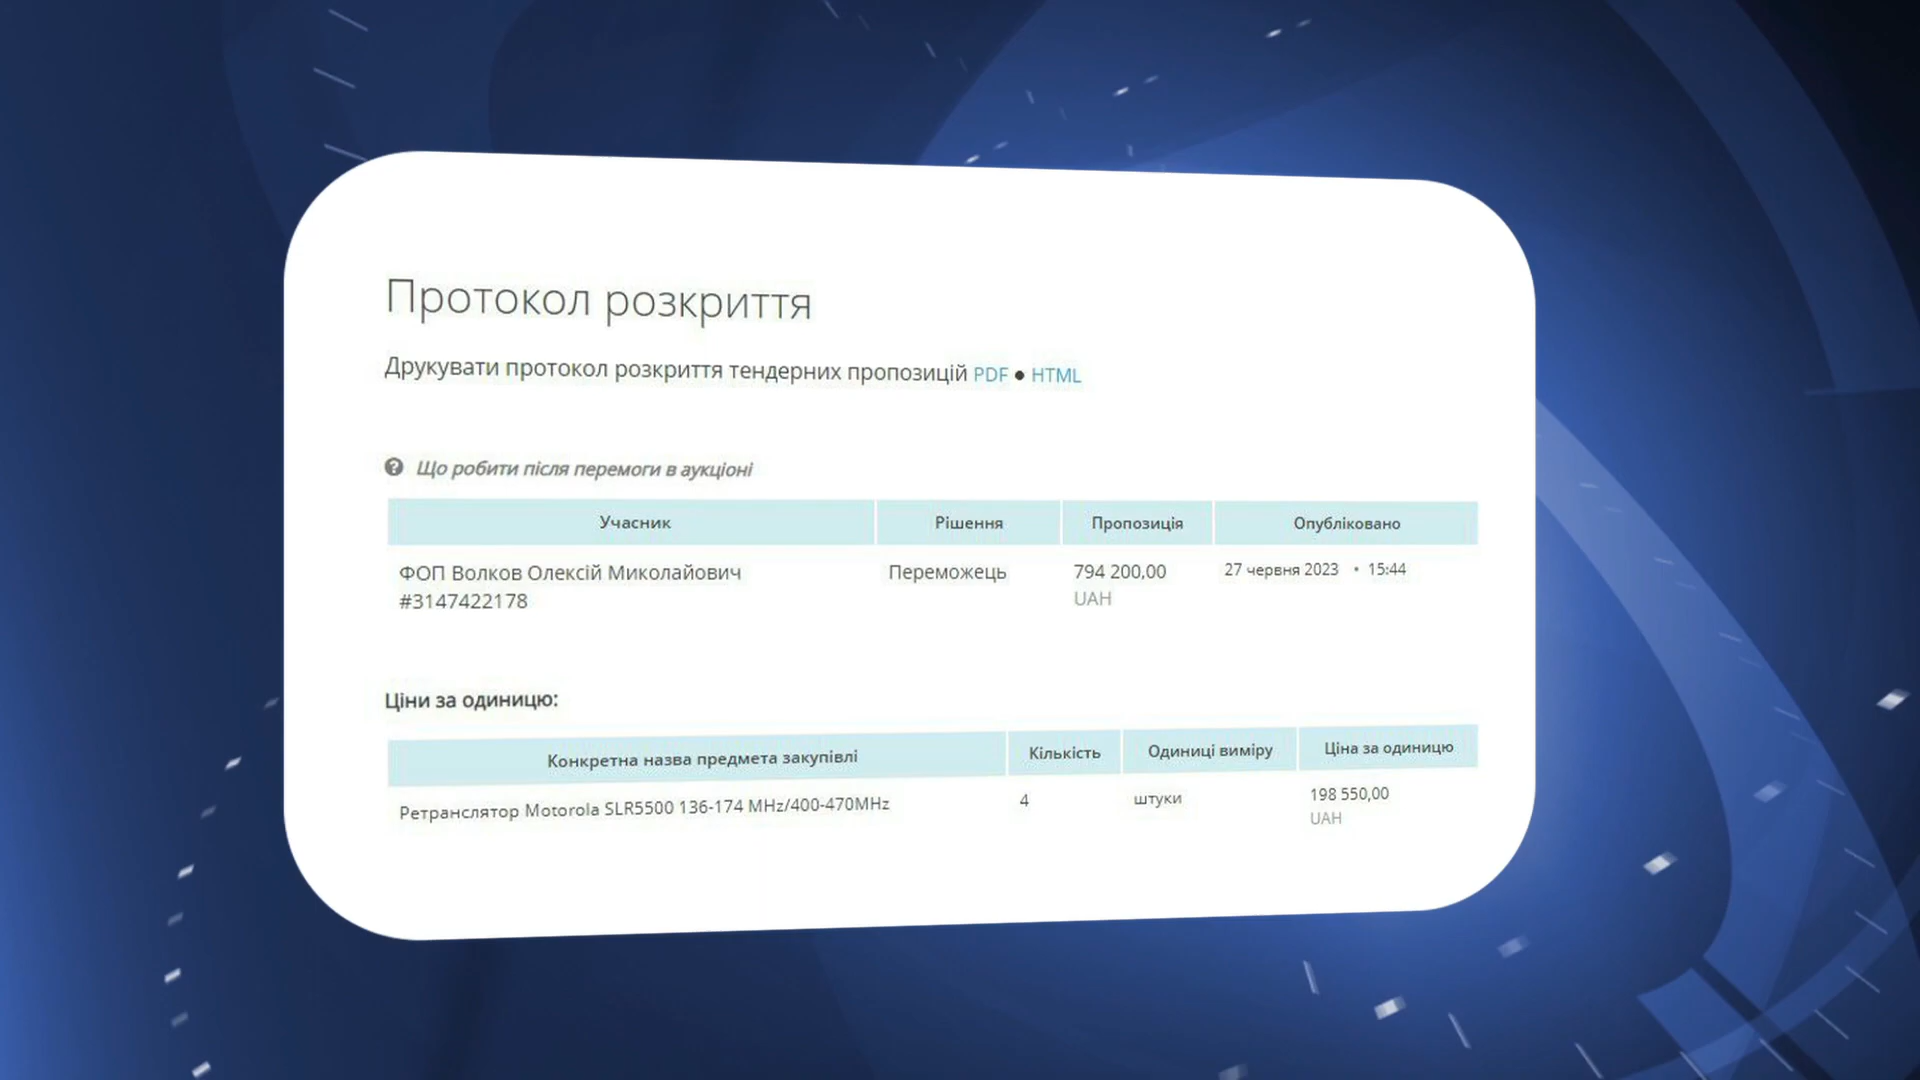 Протокол розкриття
Друкувати протокол розкриття тендерних пропозицій PDF ● HTML
Що робити після перемоги в аукціоні
Учасник Рішення Пропозиція Опубліковано
ФОП Волков Олексій Миколайович Переможець 794 200,00 27 червня 2023 • 15:44
#3147422178 UAH
Ціни за одиницю:
Конкретна назва предмета закупівлі Кількість Одиниці виміру Ціна за одиницю
Ретранслятор Motorola SLR5500 136-174 MHz/400-470MHz 4 штуки 198 550,00
UAH